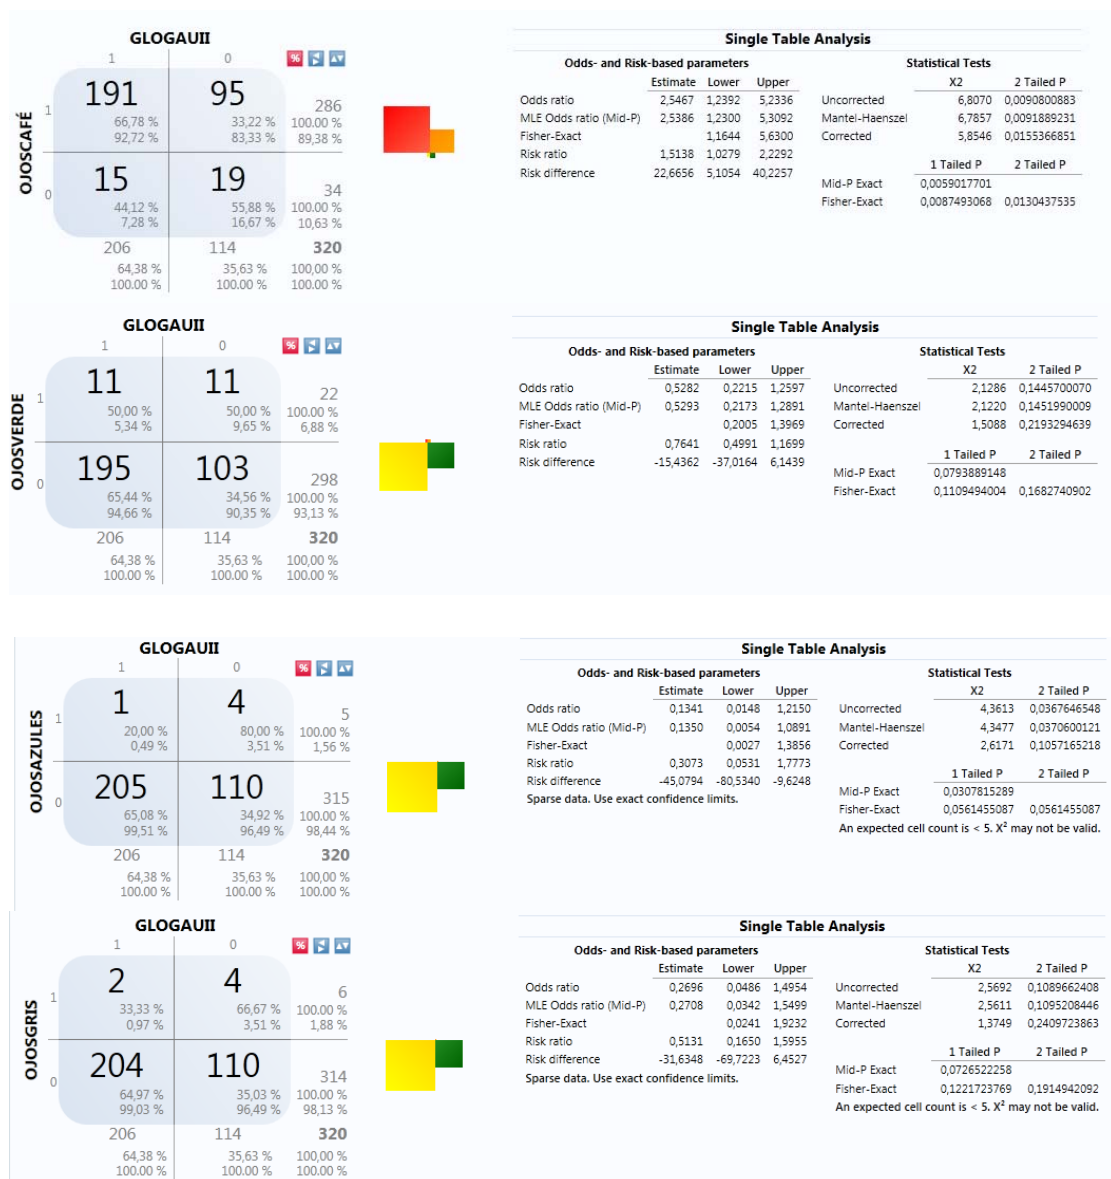 GLOGAUII
1 0
%
OJOSCAFÉ
1 191 95 286
66,78 % 33,22 % 100.00 %
92,72 % 83,33 % 89,38 %
0 15 19 34
44,12 % 55,88 % 100.00 %
7,28 % 16,67 % 10,63 %
206 114 320
64,38 % 35,63 % 100,00 %
100.00 % 100.00 % 100.00 %
Single Table Analysis
Odds- and Risk-based parameters
Estimate Lower Upper
Odds ratio 2,5467 1,2392 5,2336
MLE Odds ratio (Mid-P) 2,5386 1,2300 5,3092
Fisher-Exact 1,1644 5,6300
Risk ratio 1,5138 1,0279 2,2292
Risk difference 22,6656 5,1054 40,2257
Statistical Tests
X2 2 Tailed P
Uncorrected 6,8070 0,0090800883
Mantel-Haenszel 6,7857 0,0091889231
Corrected 5,8546 0,0155366851
1 Tailed P 2 Tailed P
Mid-P Exact 0,0059017701
Fisher-Exact 0,0087493068 0,0130437535
GLOGAUII
1 0
%
OJOSVERDE
1 11 11 22
50,00 % 50,00 % 100.00 %
5,34 % 9,65 % 6,88 %
0 195 103 298
65,44 % 34,56 % 100.00 %
94,66 % 90,35 % 93,13 %
206 114 320
64,38 % 35,63 % 100,00 %
100.00 % 100.00 % 100.00 %
Single Table Analysis
Odds- and Risk-based parameters
Estimate Lower Upper
Odds ratio 0,5282 0,2215 1,2597
MLE Odds ratio (Mid-P) 0,5293 0,2173 1,2891
Fisher-Exact 0,2005 1,3969
Risk ratio 0,7641 0,4991 1,1699
Risk difference -15,4362 -37,0164 6,1439
Statistical Tests
X2 2 Tailed P
Uncorrected 2,1286 0,1445700070
Mantel-Haenszel 2,1220 0,1451990009
Corrected 1,5088 0,2193294639
1 Tailed P 2 Tailed P
Mid-P Exact 0,0793889148
Fisher-Exact 0,1109494004 0,1682740902
GLOGAUII
1 0
%
OJOSAZULES
1 1 4 5
20,00 % 80,00 % 100.00 %
0,49 % 3,51 % 1,56 %
0 205 110 315
65,08 % 34,92 % 100.00 %
99,51 % 96,49 % 98,44 %
206 114 320
64,38 % 35,63 % 100,00 %
100.00 % 100.00 % 100.00 %
Single Table Analysis
Odds- and Risk-based parameters
Estimate Lower Upper
Odds ratio 0,1341 0,0148 1,2150
MLE Odds ratio (Mid-P) 0,1350 0,0054 1,0891
Fisher-Exact 0,0027 1,3856
Risk ratio 0,3073 0,0531 1,7773
Risk difference -45,0794 -80,5340 -9,6248
Sparse data. Use exact confidence limits.
Statistical Tests
X2 2 Tailed P
Uncorrected 4,3613 0,0367646548
Mantel-Haenszel 4,3477 0,0370600121
Corrected 2,6171 0,1057165218
1 Tailed P 2 Tailed P
Mid-P Exact 0,0307815289
Fisher-Exact 0,0561455087 0,0561455087
An expected cell count is < 5. X² may not be valid.
GLOGAUII
1 0
%
OJOSGRIS
1 2 4 6
33,33 % 66,67 % 100.00 %
0,97 % 3,51 % 1,88 %
0 204 110 314
64,97 % 35,03 % 100.00 %
99,03 % 96,49 % 98,13 %
206 114 320
64,38 % 35,63 % 100,00 %
100.00 % 100.00 % 100.00 %
Single Table Analysis
Odds- and Risk-based parameters
Estimate Lower Upper
Odds ratio 0,2696 0,0486 1,4954
MLE Odds ratio (Mid-P) 0,2708 0,0342 1,5499
Fisher-Exact 0,0241 1,9232
Risk ratio 0,5131 0,1650 1,5955
Risk difference -31,6348 -69,7223 6,4527
Sparse data. Use exact confidence limits.
Statistical Tests
X2 2 Tailed P
Uncorrected 2,5692 0,1089662408
Mantel-Haenszel 2,5611 0,1095208446
Corrected 1,3749 0,2409723863
1 Tailed P 2 Tailed P
Mid-P Exact 0,0726522258
Fisher-Exact 0,1221723769 0,1914942092
An expected cell count is < 5. X² may not be valid.